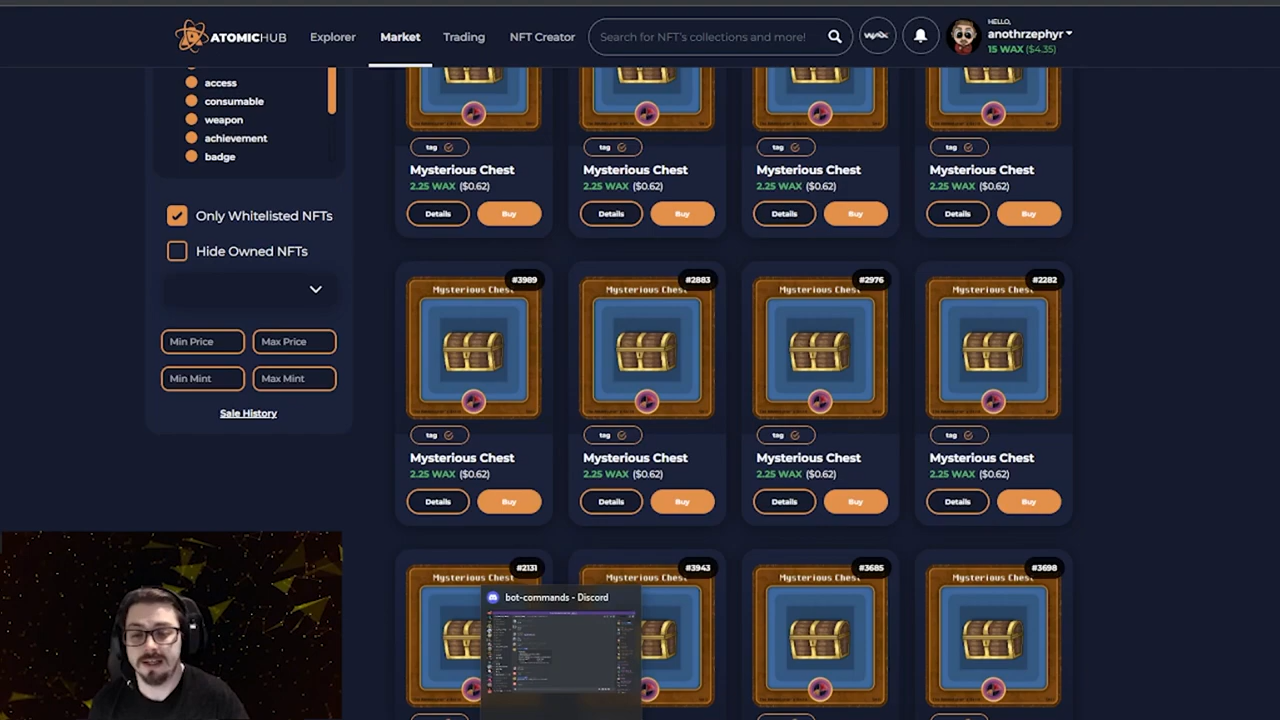 ATOMICHUB
Explorer
Market
Trading
NFT Creator
Search for NFT's collections and more!
WAX
HELLO,
anothrzephyr
15 WAX ($4.35)
access
consumable
weapon
achievement
badge
Only Whitelisted NFTs
Hide Owned NFTs
Min Price
Max Price
Min Mint
Max Mint
Sale History
tag
tag
tag
tag
Mysterious Chest
Mysterious Chest
Mysterious Chest
Mysterious Chest
2.25 WAX ($0.62)
2.25 WAX ($0.62)
2.25 WAX ($0.62)
2.25 WAX ($0.62)
Details
Buy
Details
Buy
Details
Buy
Details
Buy
#3989
#2883
#2976
#2282
Mysterious Chest
Mysterious Chest
Mysterious Chest
Mysterious Chest
tag
tag
tag
tag
Mysterious Chest
Mysterious Chest
Mysterious Chest
Mysterious Chest
2.25 WAX ($0.62)
2.25 WAX ($0.62)
2.25 WAX ($0.62)
2.25 WAX ($0.62)
Details
Buy
Details
Buy
Details
Buy
Details
Buy
#2131
#3943
#3685
#3698
Mysterious Chest
Mysterious Chest
Mysterious Chest
Mysterious Chest
bot-commands - Discord